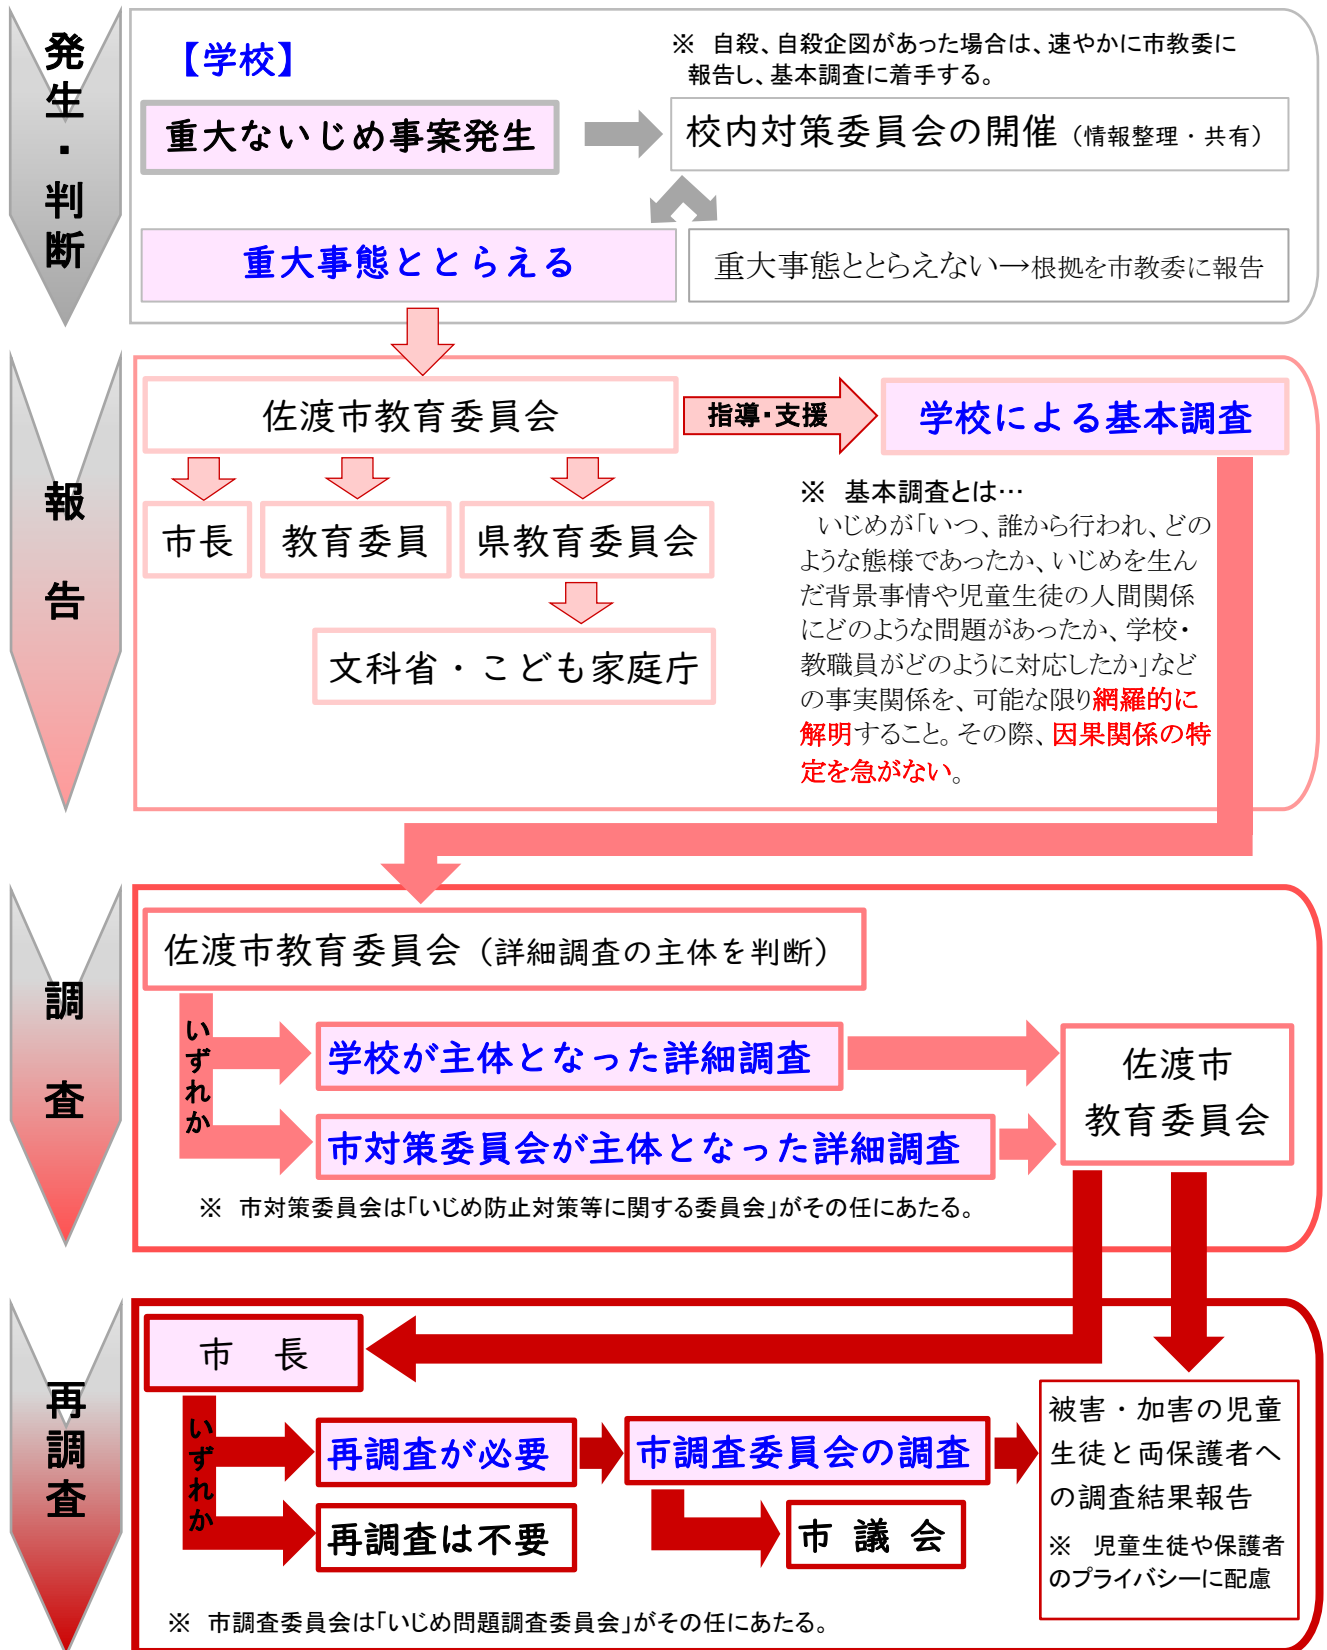 発生・判断
【学校】
※　自殺、自殺企図があった場合は、速やかに市教委に
報告し、基本調査に着手する。
重大ないじめ事案発生
校内対策委員会の開催（情報整理・共有）
重大事態ととらえる
重大事態ととらえない→根拠を市教委に報告
報告
佐渡市教育委員会
指導・支援
学校による基本調査
市長
教育委員
県教育委員会
文科省・こども家庭庁
※　基本調査とは…
いじめが「いつ、誰から行われ、どの
ような態様であったか、いじめを生ん
だ背景事情や児童生徒の人間関係
にどのような問題があったか、学校・
教職員がどのように対応したか」など
の事実関係を、可能な限り網羅的に
解明すること。その際、因果関係の特
定を急がない。
調査
佐渡市教育委員会（詳細調査の主体を判断）
いずれか
学校が主体となった詳細調査
市対策委員会が主体となった詳細調査
佐渡市
教育委員会
※　市対策委員会は「いじめ防止対策等に関する委員会」がその任にあたる。
再調査
市　長
いずれか
再調査が必要
市調査委員会の調査
再調査は不要
市　議　会
被害・加害の児童
生徒と両保護者へ
の調査結果報告
※　児童生徒や保護者
のプライバシーに配慮
※　市調査委員会は「いじめ問題調査委員会」がその任にあたる。